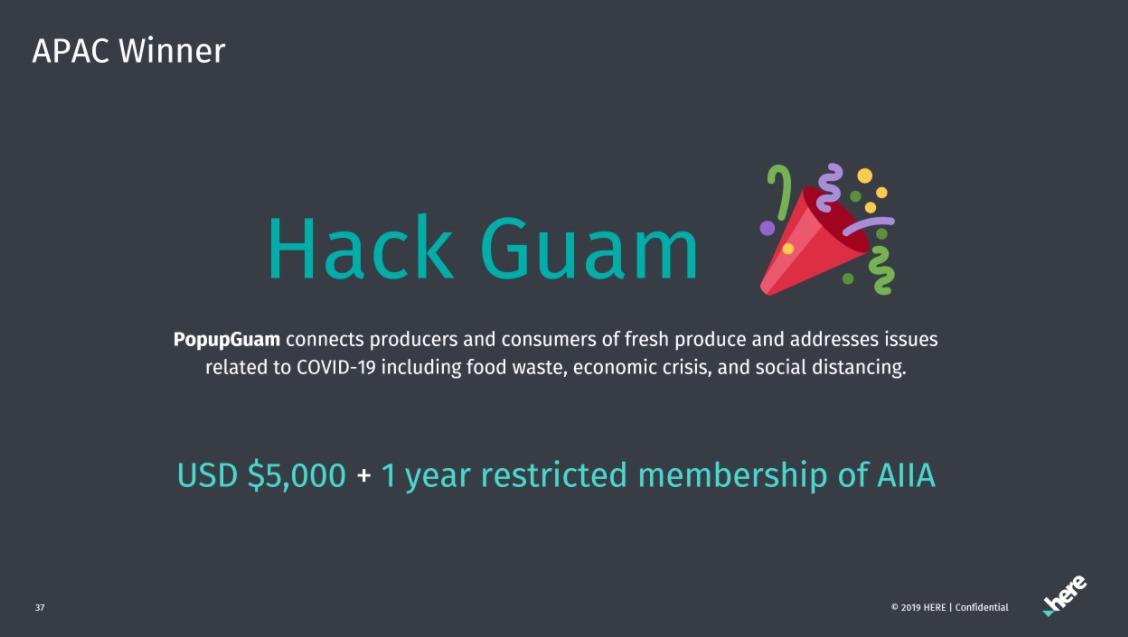 APAC Winner
Hack Guam
PopupGuam connects producers and consumers of fresh produce and addresses issues
related to COVID-19 including food waste, economic crisis, and social distancing.
USD $5,000 + 1 year restricted membership of AIIA
37
© 2019 HERE | Confidential
here